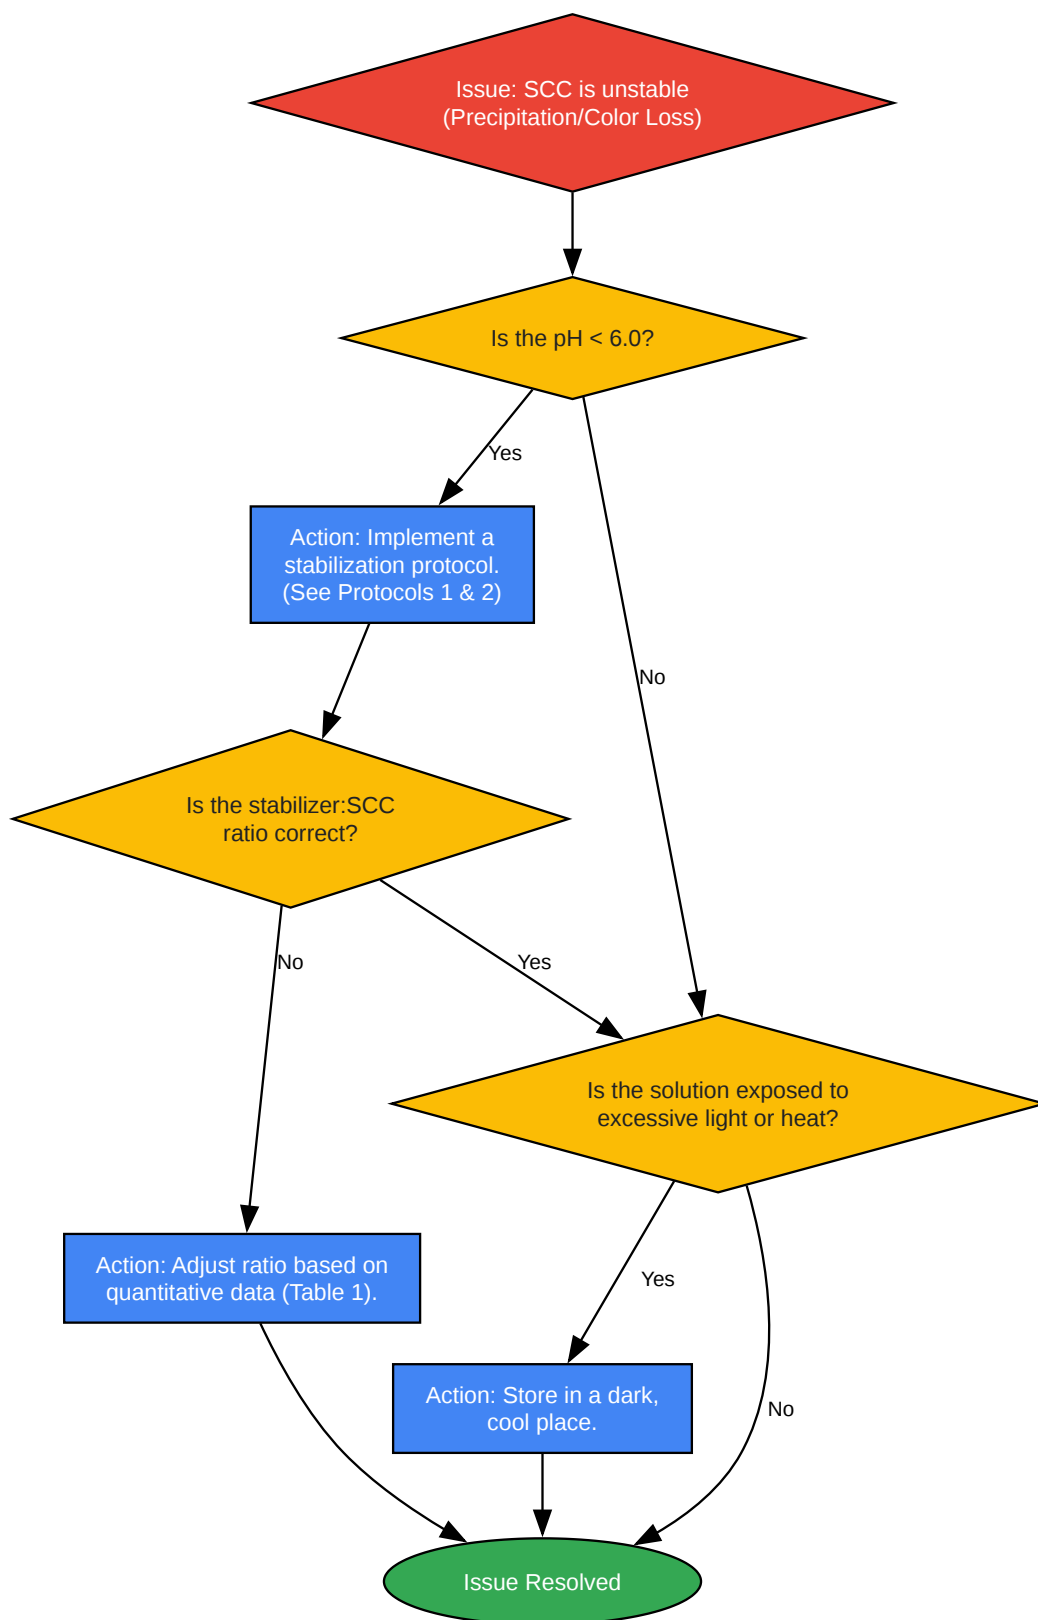 Issue: SCC is unstable
(Precipitation/Color Loss)
Is the pH < 6.0?
Yes
Action: Implement a
stabilization protocol.
(See Protocols 1 & 2)
No
Is the stabilizer:SCC
ratio correct?
No
Yes
Is the solution exposed to
excessive light or heat?
Action: Adjust ratio based on
quantitative data (Table 1).
Yes
Action: Store in a dark,
cool place.
No
Issue Resolved